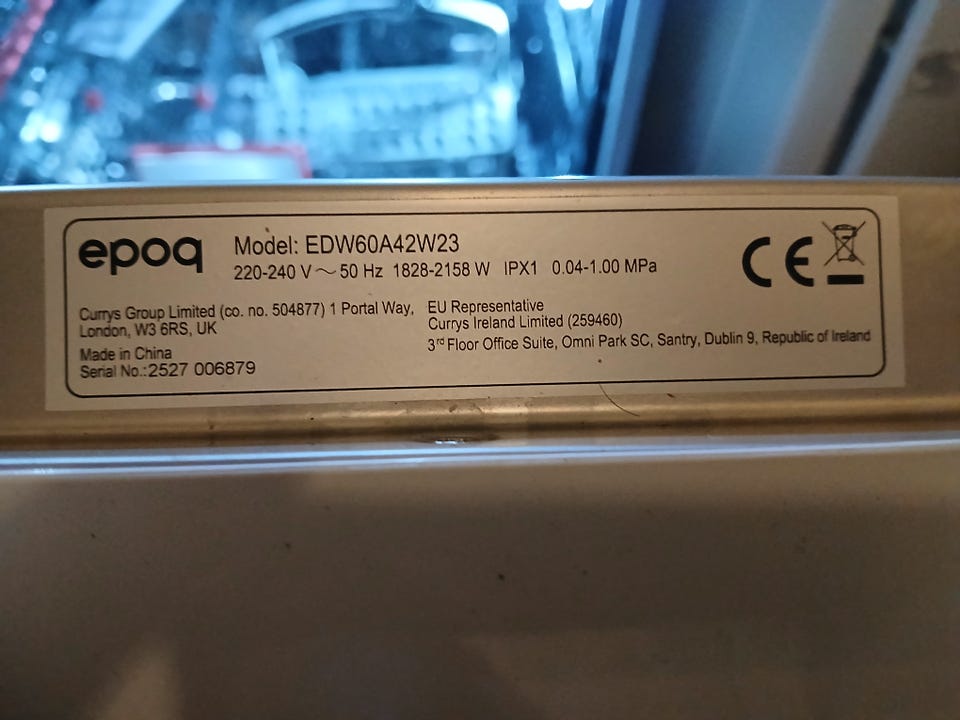 epoq
Model: EDW60A42W23
220-240 V ~ 50 Hz 1828-2158 W IPX1 0.04-1.00 MPa
CE
Currys Group Limited (co. no. 504877) 1 Portal Way,
London, W3 6RS, UK
Made in China
Serial No.:2527 006879
EU Representative
Currys Ireland Limited (259460)
3rd Floor Office Suite, Omni Park SC, Santry, Dublin 9, Republic of Ireland